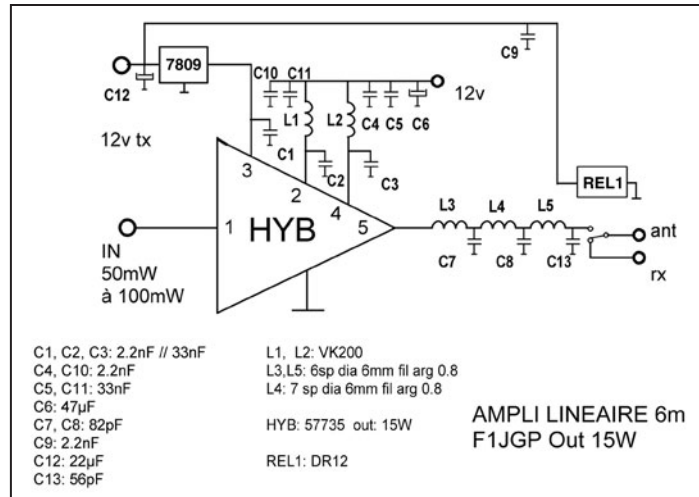 7809
C9
C12
C10
C11
12v
L1
L2
C4
C5
C6
12v tx
C1
C2
C3
3
2
4
REL1
L3
L4
L5
1
HYB
5
ant
IN
50mW
à 100mW
C7
C8
C13
rx
C1, C2, C3: 2.2nF // 33nF
C4, C10: 2.2nF
C5, C11: 33nF
C6: 47µF
C7, C8: 82pF
C9: 2.2nF
C12: 22µF
C13: 56pF
L1, L2: VK200
L3,L5: 6sp dia 6mm fil arg 0.8
L4: 7 sp dia 6mm fil arg 0.8
HYB: 57735 out: 15W
REL1: DR12
AMPLI LINEAIRE 6m
F1JGP Out 15W